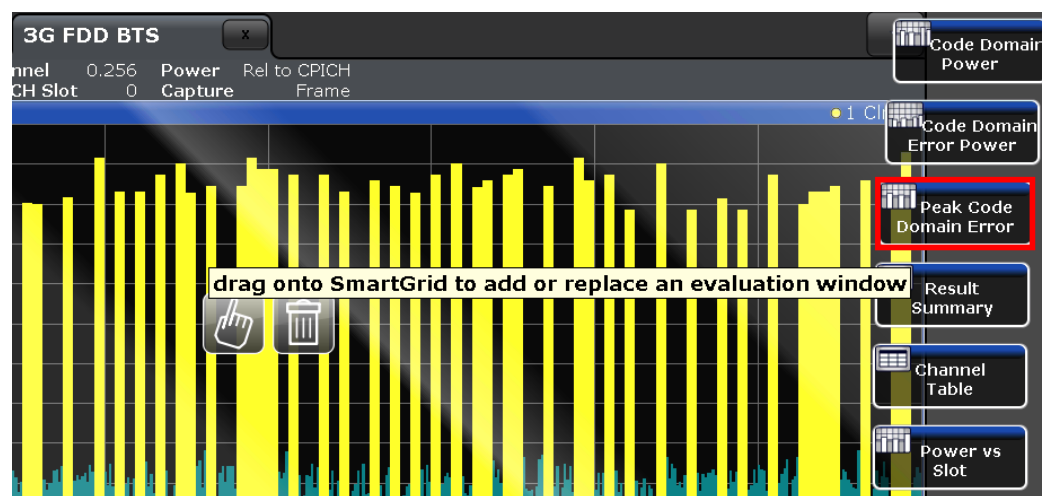 3G FDD BTS x
nnel 0.256 Power Rel to CPICH
CH Slot 0 Capture Frame
1 Cl
drag onto SmartGrid to add or replace an evaluation window
Code Domain
Power
Code Domain
Error Power
Peak Code
Domain Error
Result
Summary
Channel
Table
Power vs
Slot